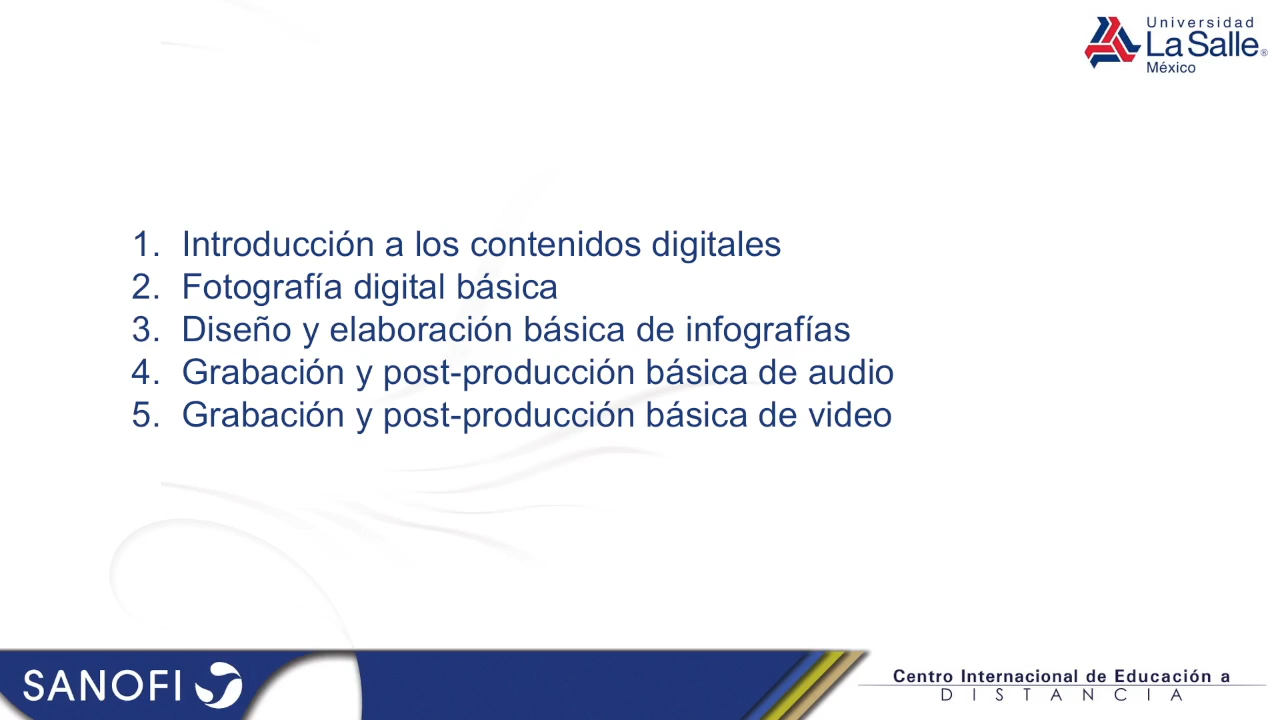 Universidad
La Salle®
México
1. Introducción a los contenidos digitales
2. Fotografía digital básica
3. Diseño y elaboración básica de infografías
4. Grabación y post-producción básica de audio
5. Grabación y post-producción básica de video
SANOFI
Centro Internacional de Educación a
DISTANCIA